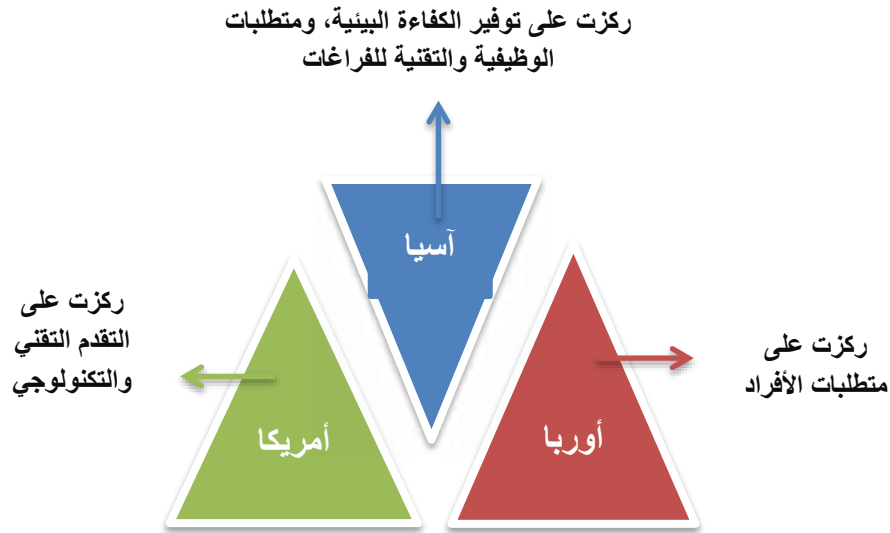 ركزت على توفير الكفاءة البيئية، ومتطلبات
الوظيفية والتقنية للفراغات
آسيا
ركزت على
متطلبات الأفراد
أوربا
ركزت على
التقدم التقني
والتكنولوجي
أمريكا